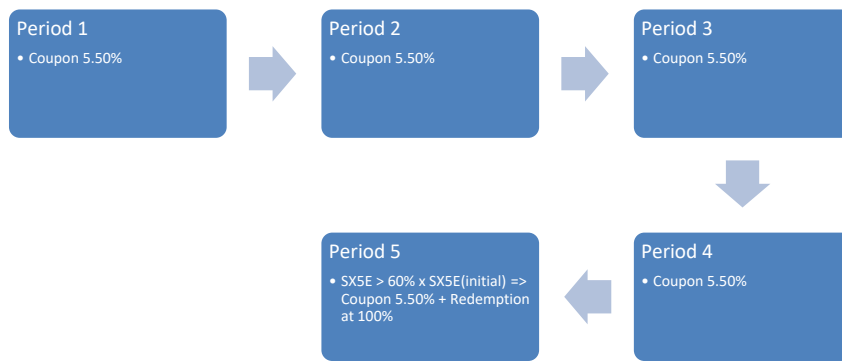 Period 1
• Coupon 5.50%
Period 2
• Coupon 5.50%
Period 3
• Coupon 5.50%
Period 4
• Coupon 5.50%
Period 5
• SX5E > 60% x SX5E(initial) =>
Coupon 5.50% + Redemption
at 100%